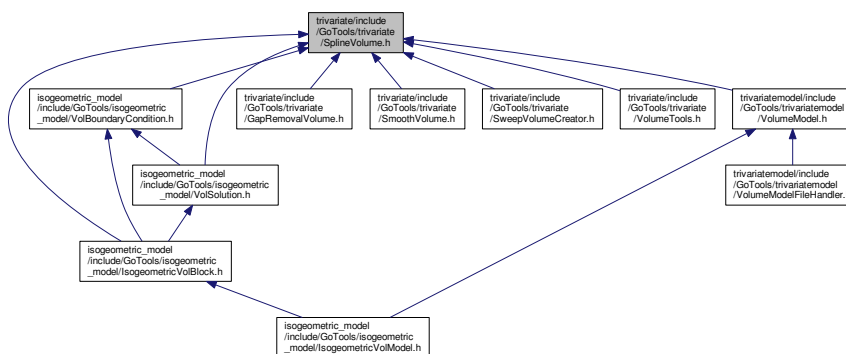 trivariate/include
/GoTools/trivariate
/SplineVolume.h
isogeometric_model
/include/GoTools/isogeometric
_model/VolBoundaryCondition.h
trivariate/include
/GoTools/trivariate
/GapRemovalVolume.h
trivariate/include
/GoTools/trivariate
/SmoothVolume.h
trivariate/include
/GoTools/trivariate
/SweepVolumeCreator.h
trivariate/include
/GoTools/trivariate
/VolumeTools.h
trivariatemodel/include
/GoTools/trivariatemodel
/VolumeModel.h
isogeometric_model
/include/GoTools/isogeometric
_model/VolSolution.h
trivariatemodel/include
/GoTools/trivariatemodel
/VolumeModelFileHandler.
isogeometric_model
/include/GoTools/isogeometric
_model/IsogeometricVolBlock.h
isogeometric_model
/include/GoTools/isogeometric
_model/IsogeometricVolModel.h